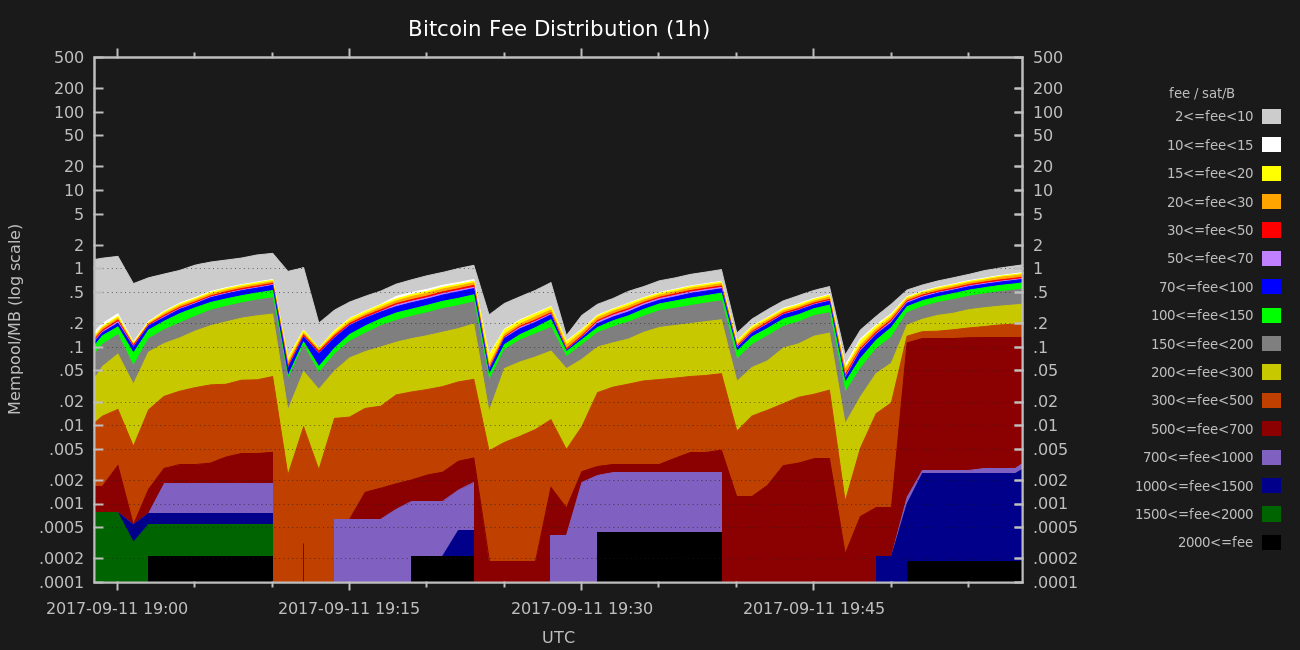 Bitcoin Fee Distribution (1h)
Mempool/MB (log scale)
500
200
100
50
20
10
5
2
1
.5
.2
.1
.05
.02
.01
.005
.002
.001
.0005
.0002
.0001
500
200
100
50
20
10
5
2
1
.5
.2
.1
.05
.02
.01
.005
.002
.001
.0005
.0002
.0001
2017-09-11 19:00
2017-09-11 19:15
2017-09-11 19:30
2017-09-11 19:45
UTC
fee / sat/B
2<=fee<10
10<=fee<15
15<=fee<20
20<=fee<30
30<=fee<50
50<=fee<70
70<=fee<100
100<=fee<150
150<=fee<200
200<=fee<300
300<=fee<500
500<=fee<700
700<=fee<1000
1000<=fee<1500
1500<=fee<2000
2000<=fee